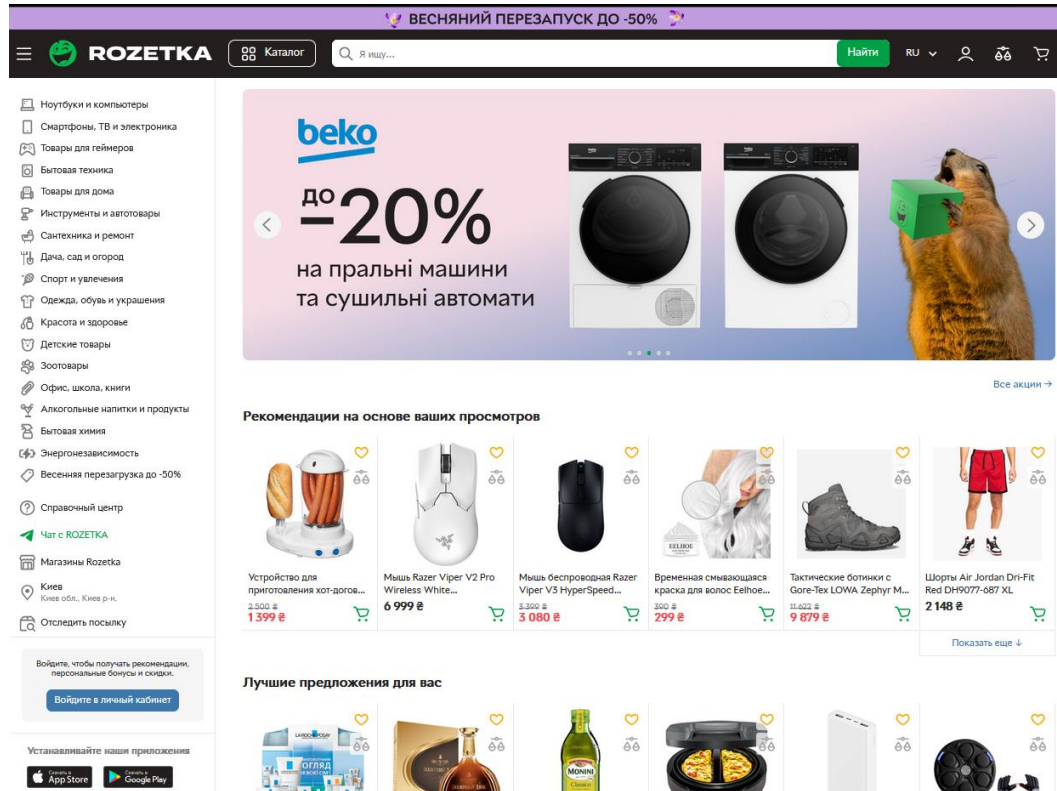 ВЕСНЯНИЙ ПЕРЕЗАПУСК ДО -50%
ROZETKA
Каталог
Я ищу...
Найти
RU
Ноутбуки и компьютеры
Смартфоны, ТВ и электроника
Товары для геймеров
Бытовая техника
Товары для дома
Инструменты и автотовары
Сантехника и ремонт
Дача, сад и огород
Спорт и увлечения
Одежда, обувь и украшения
Красота и здоровье
Детские товары
Зоотовары
Офис, школа, книги
Алкогольные напитки и продукты
Бытовая химия
Энергонезависимость
Весенняя перезагрузка до -50%
Справочный центр
Чат с ROZETKA
Магазины Rozetka
Киев
Киев обл., Киев р-н.
Отследить посылку
Войдите, чтобы получать рекомендации,
персональные бонусы и скидки.
Войдите в личный кабинет
Устанавливайте наши приложения
App Store
Google Play
beko
до
–20%
на пральні машини
та сушильні автомати
Все акции →
Рекомендации на основе ваших просмотров
Устройство для
приготовления хот-догов...
2 500 ₴
1 399 ₴
Мышь Razer Viper V2 Pro
Wireless White...
6 999 ₴
Мышь беспроводная Razer
Viper V3 HyperSpeed...
3 399 ₴
3 080 ₴
EELHOE
Временная смывающаяся
краска для волос Eelhoe...
390 ₴
299 ₴
Тактические ботинки с
Gore-Tex LOWA Zephyr M...
11 622 ₴
9 879 ₴
Шорты Air Jordan Dri-Fit
Red DH9077-687 XL
2 148 ₴
Показать еще ↓
Лучшие предложения для вас
LA ROCHE-POSAY
ОГЛЯД
MONINI
Classico